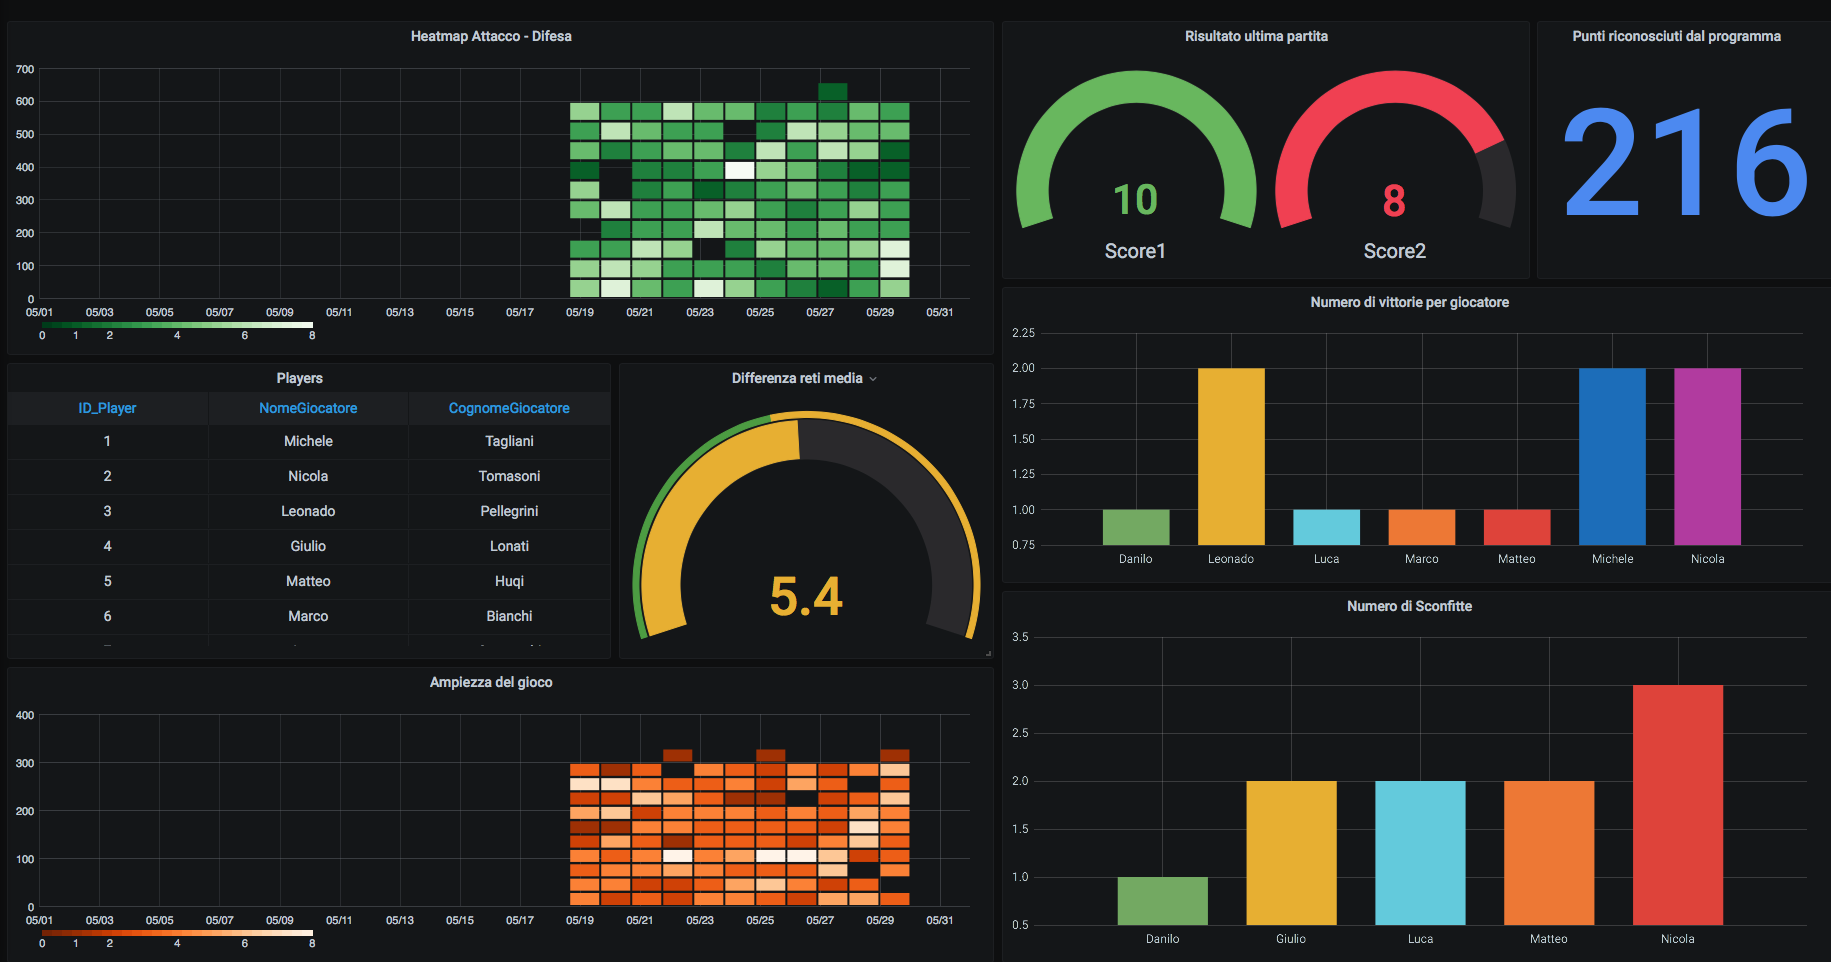 Heatmap Attacco - Difesa
700
600
500
400
300
200
100
0
05/01 05/03 05/05 05/07 05/09 05/11 05/13 05/15 05/17 05/19 05/21 05/23 05/25 05/27 05/29 05/31
0 1 2 4 6 8
Risultato ultima partita
10
Score1
8
Score2
Punti riconosciuti dal programma
216
Players
ID_Player NomeGiocatore CognomeGiocatore
1 Michele Tagliani
2 Nicola Tomasoni
3 Leonado Pellegrini
4 Giulio Lonati
5 Matteo Huqi
6 Marco Bianchi
Differenza reti media
5.4
Numero di vittorie per giocatore
2.25
2.00
1.75
1.50
1.25
1.00
0.75
Danilo Leonado Luca Marco Matteo Michele Nicola
Ampiezza del gioco
400
300
200
100
0
05/01 05/03 05/05 05/07 05/09 05/11 05/13 05/15 05/17 05/19 05/21 05/23 05/25 05/27 05/29 05/31
0 1 2 4 6 8
Numero di Sconfitte
3.5
3.0
2.5
2.0
1.5
1.0
0.5
Danilo Giulio Luca Matteo Nicola